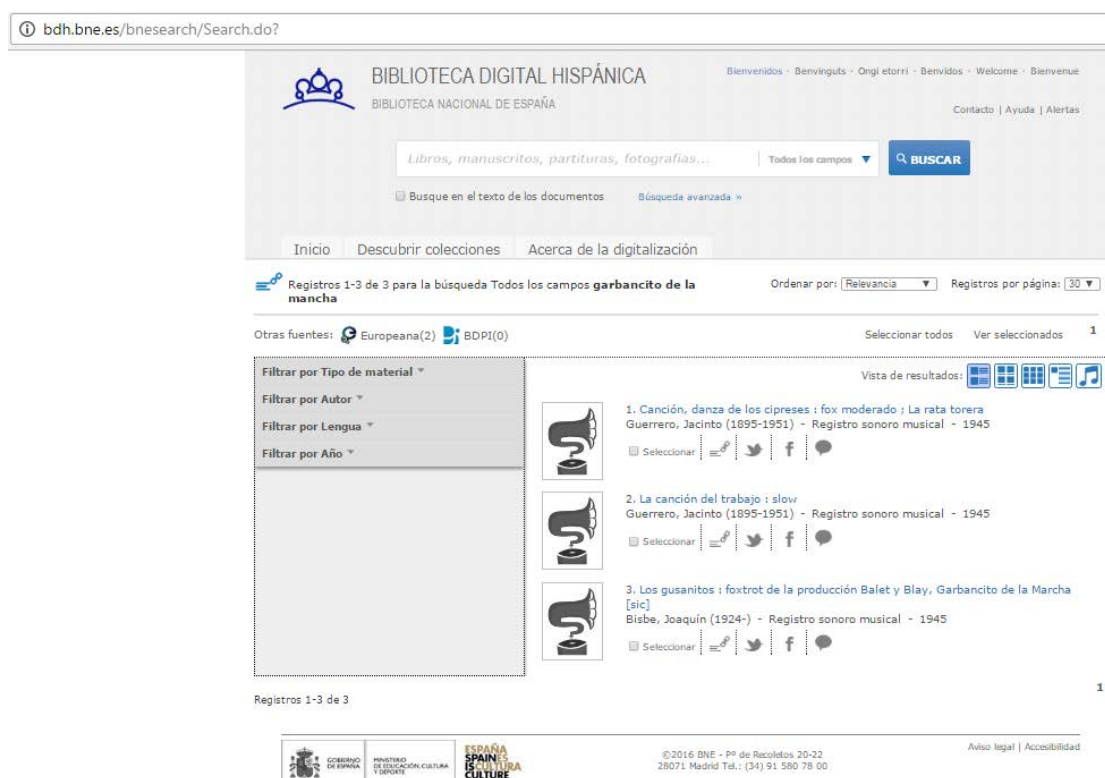 bdh.bne.es/bnesearch/Search.do?
BIBLIOTECA DIGITAL HISPÁNICA
BIBLIOTECA NACIONAL DE ESPAÑA
Bienvenidos · Benvinguts · Ongi etorri · Benvidos · Welcome · Bienvenue
Contacto | Ayuda | Alertas
Libros, manuscritos, partituras, fotografías...
Todos los campos
BUSCAR
Busque en el texto de los documentos
Búsqueda avanzada »
Inicio Descubrir colecciones Acerca de la digitalización
Registros 1-3 de 3 para la búsqueda Todos los campos garbancito de la
mancha
Ordenar por: Relevancia Registros por página: 30
Otras fuentes: Europeana(2) BDPI(0)
Seleccionar todos Ver seleccionados 1
Filtrar por Tipo de material
Filtrar por Autor
Filtrar por Lengua
Filtrar por Año
Vista de resultados:
1. Canción, danza de los cipreses : fox moderado ; La rata torera
Guerrero, Jacinto (1895-1951) - Registro sonoro musical - 1945
Seleccionar
2. La canción del trabajo : slow
Guerrero, Jacinto (1895-1951) - Registro sonoro musical - 1945
Seleccionar
3. Los gusanitos : foxtrot de la producción Balet y Blay, Garbancito de la Marcha
[sic]
Bisbe, Joaquín (1924-) - Registro sonoro musical - 1945
Seleccionar
Registros 1-3 de 3
1
GOBIERNO
DE ESPAÑA
MINISTERIO
DE EDUCACIÓN, CULTURA
Y DEPORTE
ESPAÑA
SPAIN
IS
CULTURA
CULTURE
©2016 BNE - Pº de Recoletos 20-22
28071 Madrid Tel.: (34) 91 580 78 00
Aviso legal | Accesibilidad